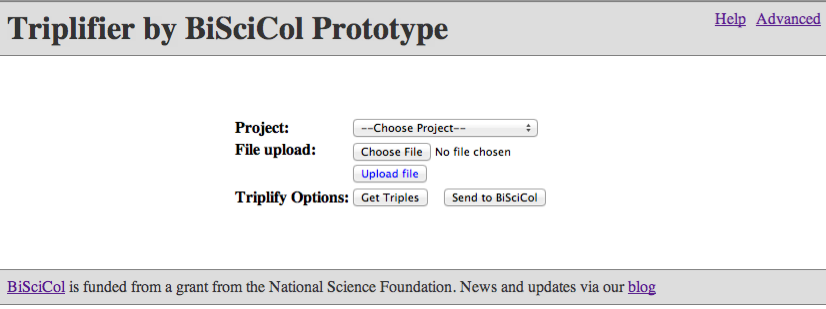 Triplifier by BiSciCol Prototype
Help Advanced
Project: --Choose Project--
File upload: Choose File No file chosen
Upload file
Triplify Options: Get Triples Send to BiSciCol
BiSciCol is funded from a grant from the National Science Foundation. News and updates via our blog